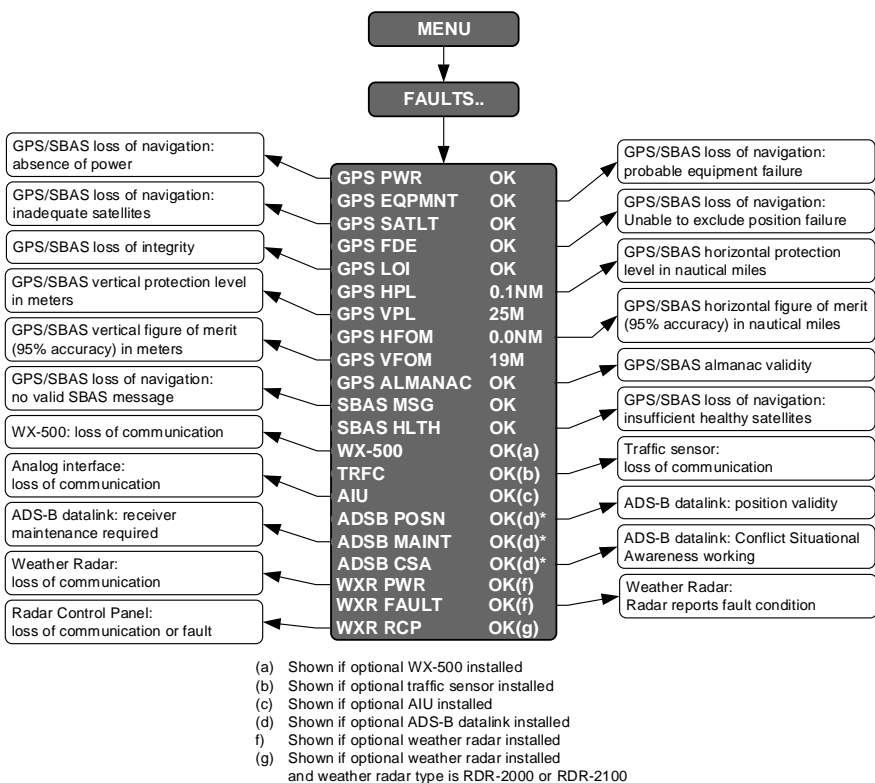 MENU
FAULTS..
GPS/SBAS loss of navigation:
absence of power
GPS/SBAS loss of navigation:
inadequate satellites
GPS/SBAS loss of integrity
GPS/SBAS vertical protection level
in meters
GPS/SBAS vertical figure of merit
(95% accuracy) in meters
GPS/SBAS loss of navigation:
no valid SBAS message
WX-500: loss of communication
Analog interface:
loss of communication
ADS-B datalink: receiver
maintenance required
Weather Radar:
loss of communication
Radar Control Panel:
loss of communication or fault
GPS PWR OK
GPS EQPMNT OK
GPS SATLT OK
GPS FDE OK
GPS LOI OK
GPS HPL 0.1NM
GPS VPL 25M
GPS HFOM 0.0NM
GPS VFOM 19M
GPS ALMANAC OK
SBAS MSG OK
SBAS HLTH OK
WX-500 OK(a)
TRFC OK(b)
AIU OK(c)
ADSB POSN OK(d)*
ADSB MAINT OK(d)*
ADSB CSA OK(d)*
WXR PWR OK(f)
WXR FAULT OK(f)
WXR RCP OK(g)
GPS/SBAS loss of navigation:
probable equipment failure
GPS/SBAS loss of navigation:
Unable to exclude position failure
GPS/SBAS horizontal protection
level in nautical miles
GPS/SBAS horizontal figure of merit
(95% accuracy) in nautical miles
GPS/SBAS almanac validity
GPS/SBAS loss of navigation:
insufficient healthy satellites
Traffic sensor:
loss of communication
ADS-B datalink: position validity
ADS-B datalink: Conflict Situational
Awareness working
Weather Radar:
Radar reports fault condition
(a) Shown if optional WX-500 installed
(b) Shown if optional traffic sensor installed
(c) Shown if optional AIU installed
(d) Shown if optional ADS-B datalink installed
f) Shown if optional weather radar installed
(g) Shown if optional weather radar installed
and weather radar type is RDR-2000 or RDR-2100